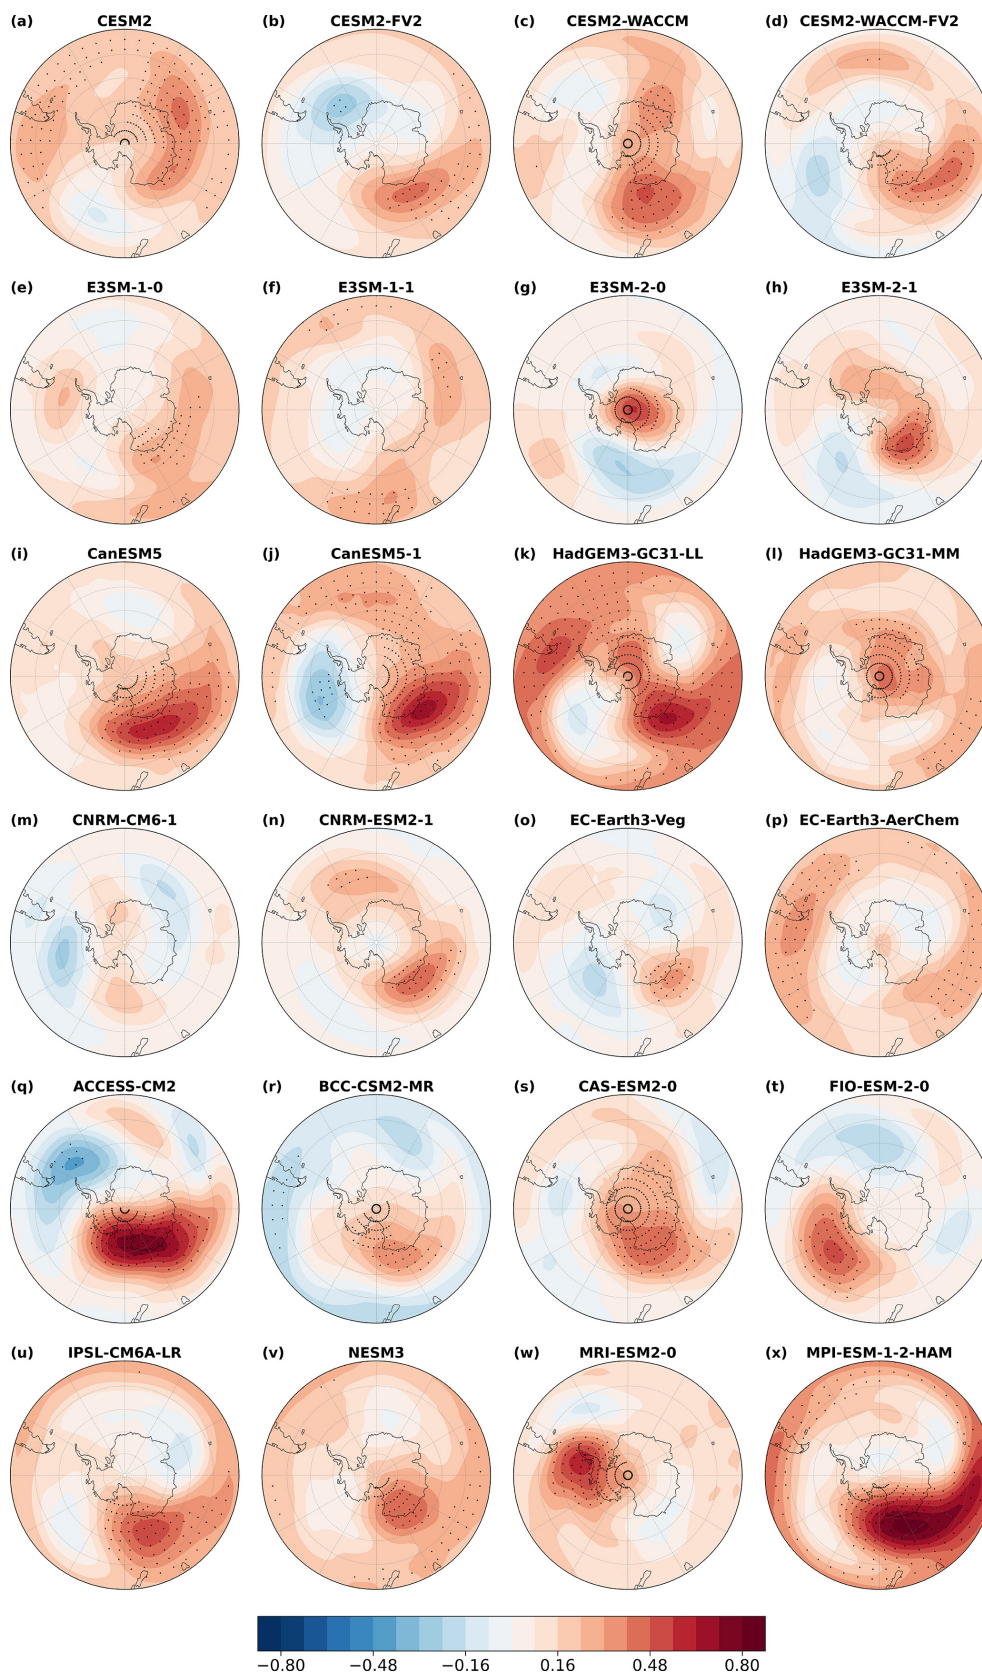 (a) CESM2 (b) CESM2-FV2 (c) CESM2-WACCM (d) CESM2-WACCM-FV2
(e) E3SM-1-0 (f) E3SM-1-1 (g) E3SM-2-0 (h) E3SM-2-1
(i) CanESM5 (j) CanESM5-1 (k) HadGEM3-GC31-LL (l) HadGEM3-GC31-MM
(m) CNRM-CM6-1 (n) CNRM-ESM2-1 (o) EC-Earth3-Veg (p) EC-Earth3-AerChem
(q) ACCESS-CM2 (r) BCC-CSM2-MR (s) CAS-ESM2-0 (t) FIO-ESM-2-0
(u) IPSL-CM6A-LR (v) NESM3 (w) MRI-ESM2-0 (x) MPI-ESM-1-2-HAM
−0.80 −0.48 −0.16 0.16 0.48 0.80